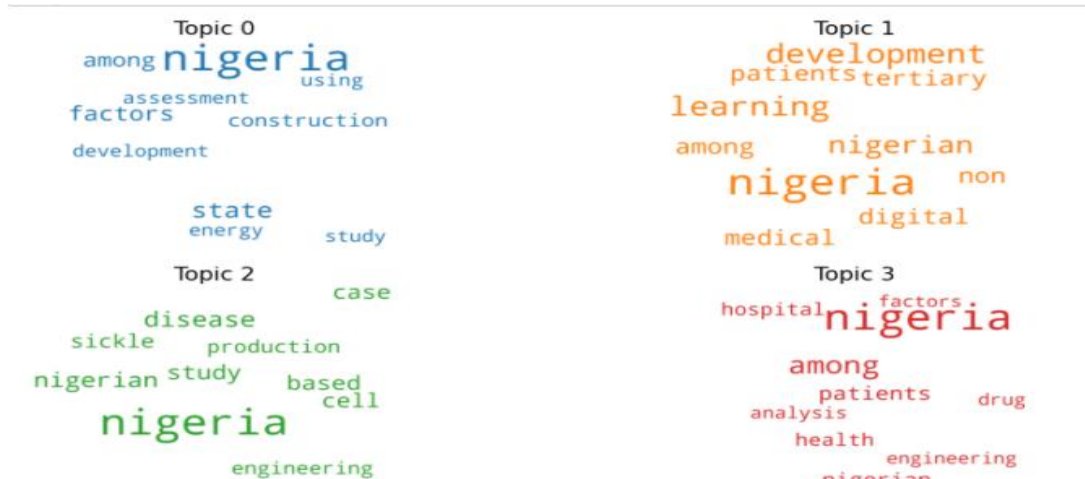 Topic 0
among nigeria
using
assessment
factors construction
development
state
energy study
Topic 1
development
patients tertiary
learning
among nigerian
nigeria non
digital
medical
Topic 2
case
disease
sickle production
nigerian study based
cell
nigeria
engineering
Topic 3
factors
hospital nigeria
among
patients drug
analysis
health
engineering
nigerian